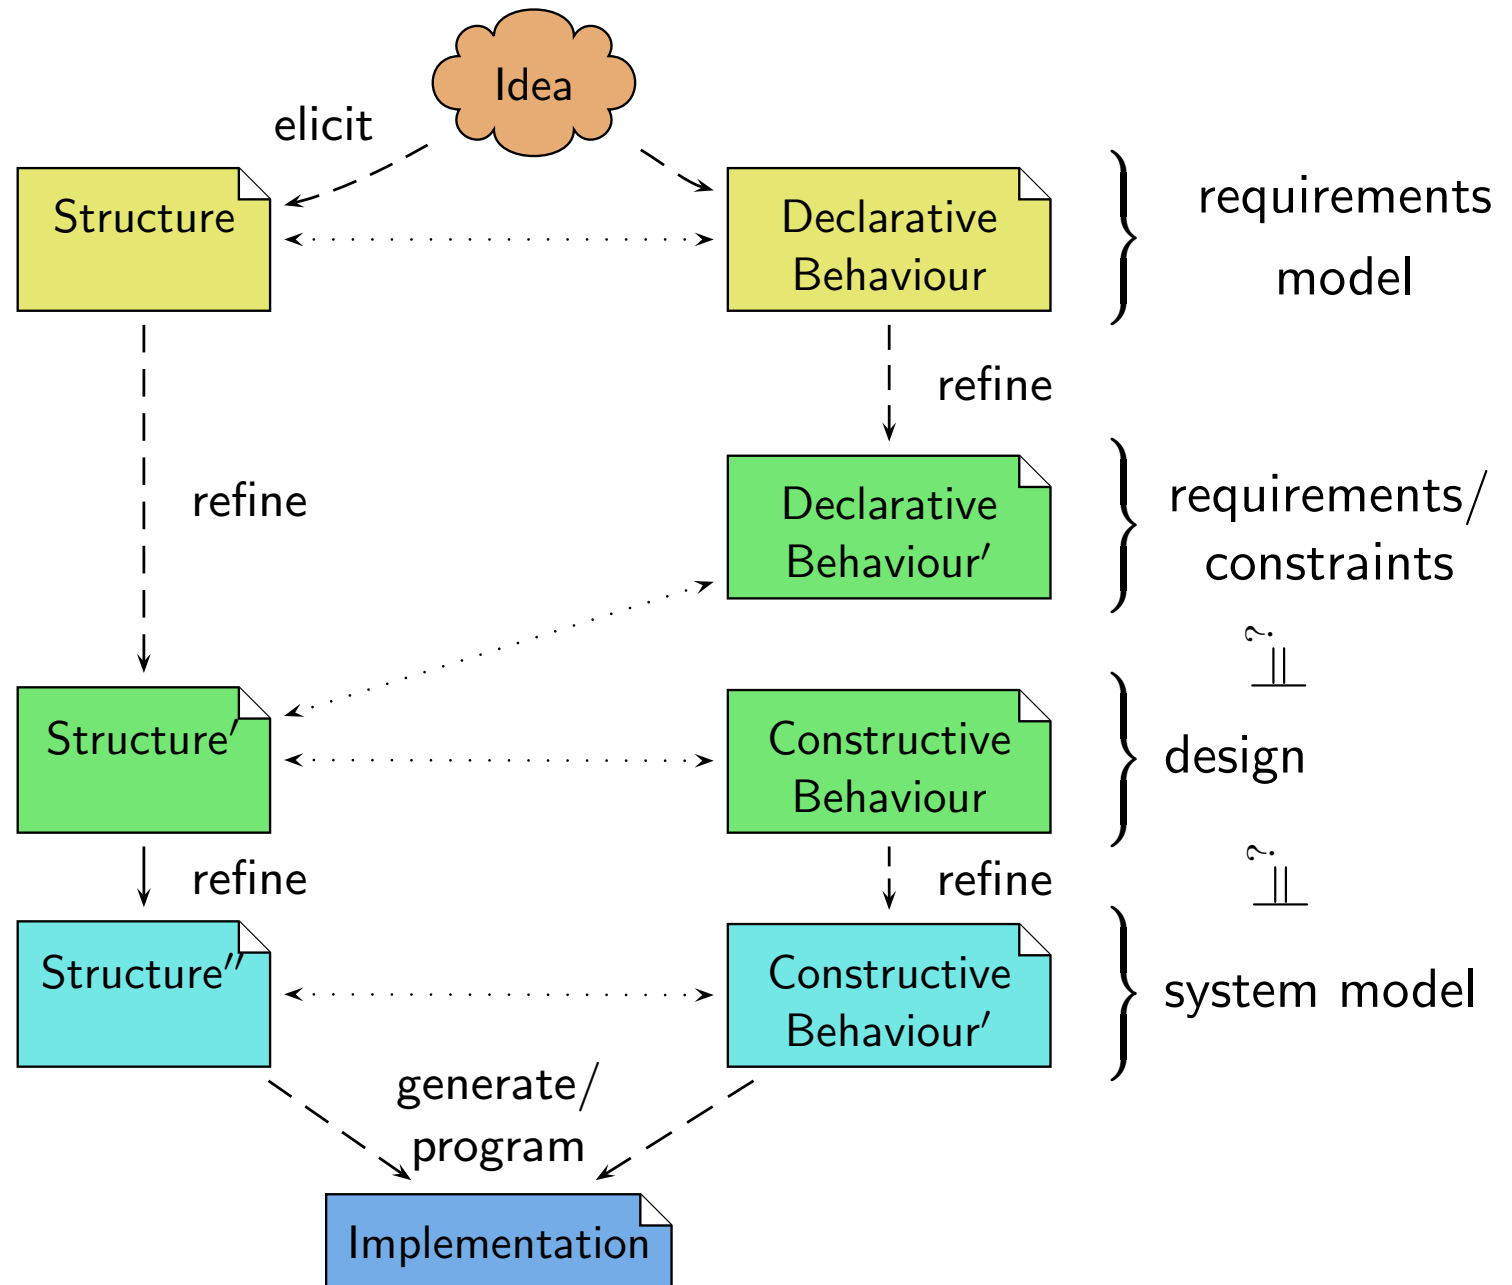 Idea
elicit
Structure
Declarative
Behaviour
requirements
model
refine
refine
Declarative
Behaviour′
requirements/
constraints
?
⊨
Structure′
Constructive
Behaviour
design
refine
refine
?
⊨
Structure′′
Constructive
Behaviour′
system model
generate/
program
Implementation